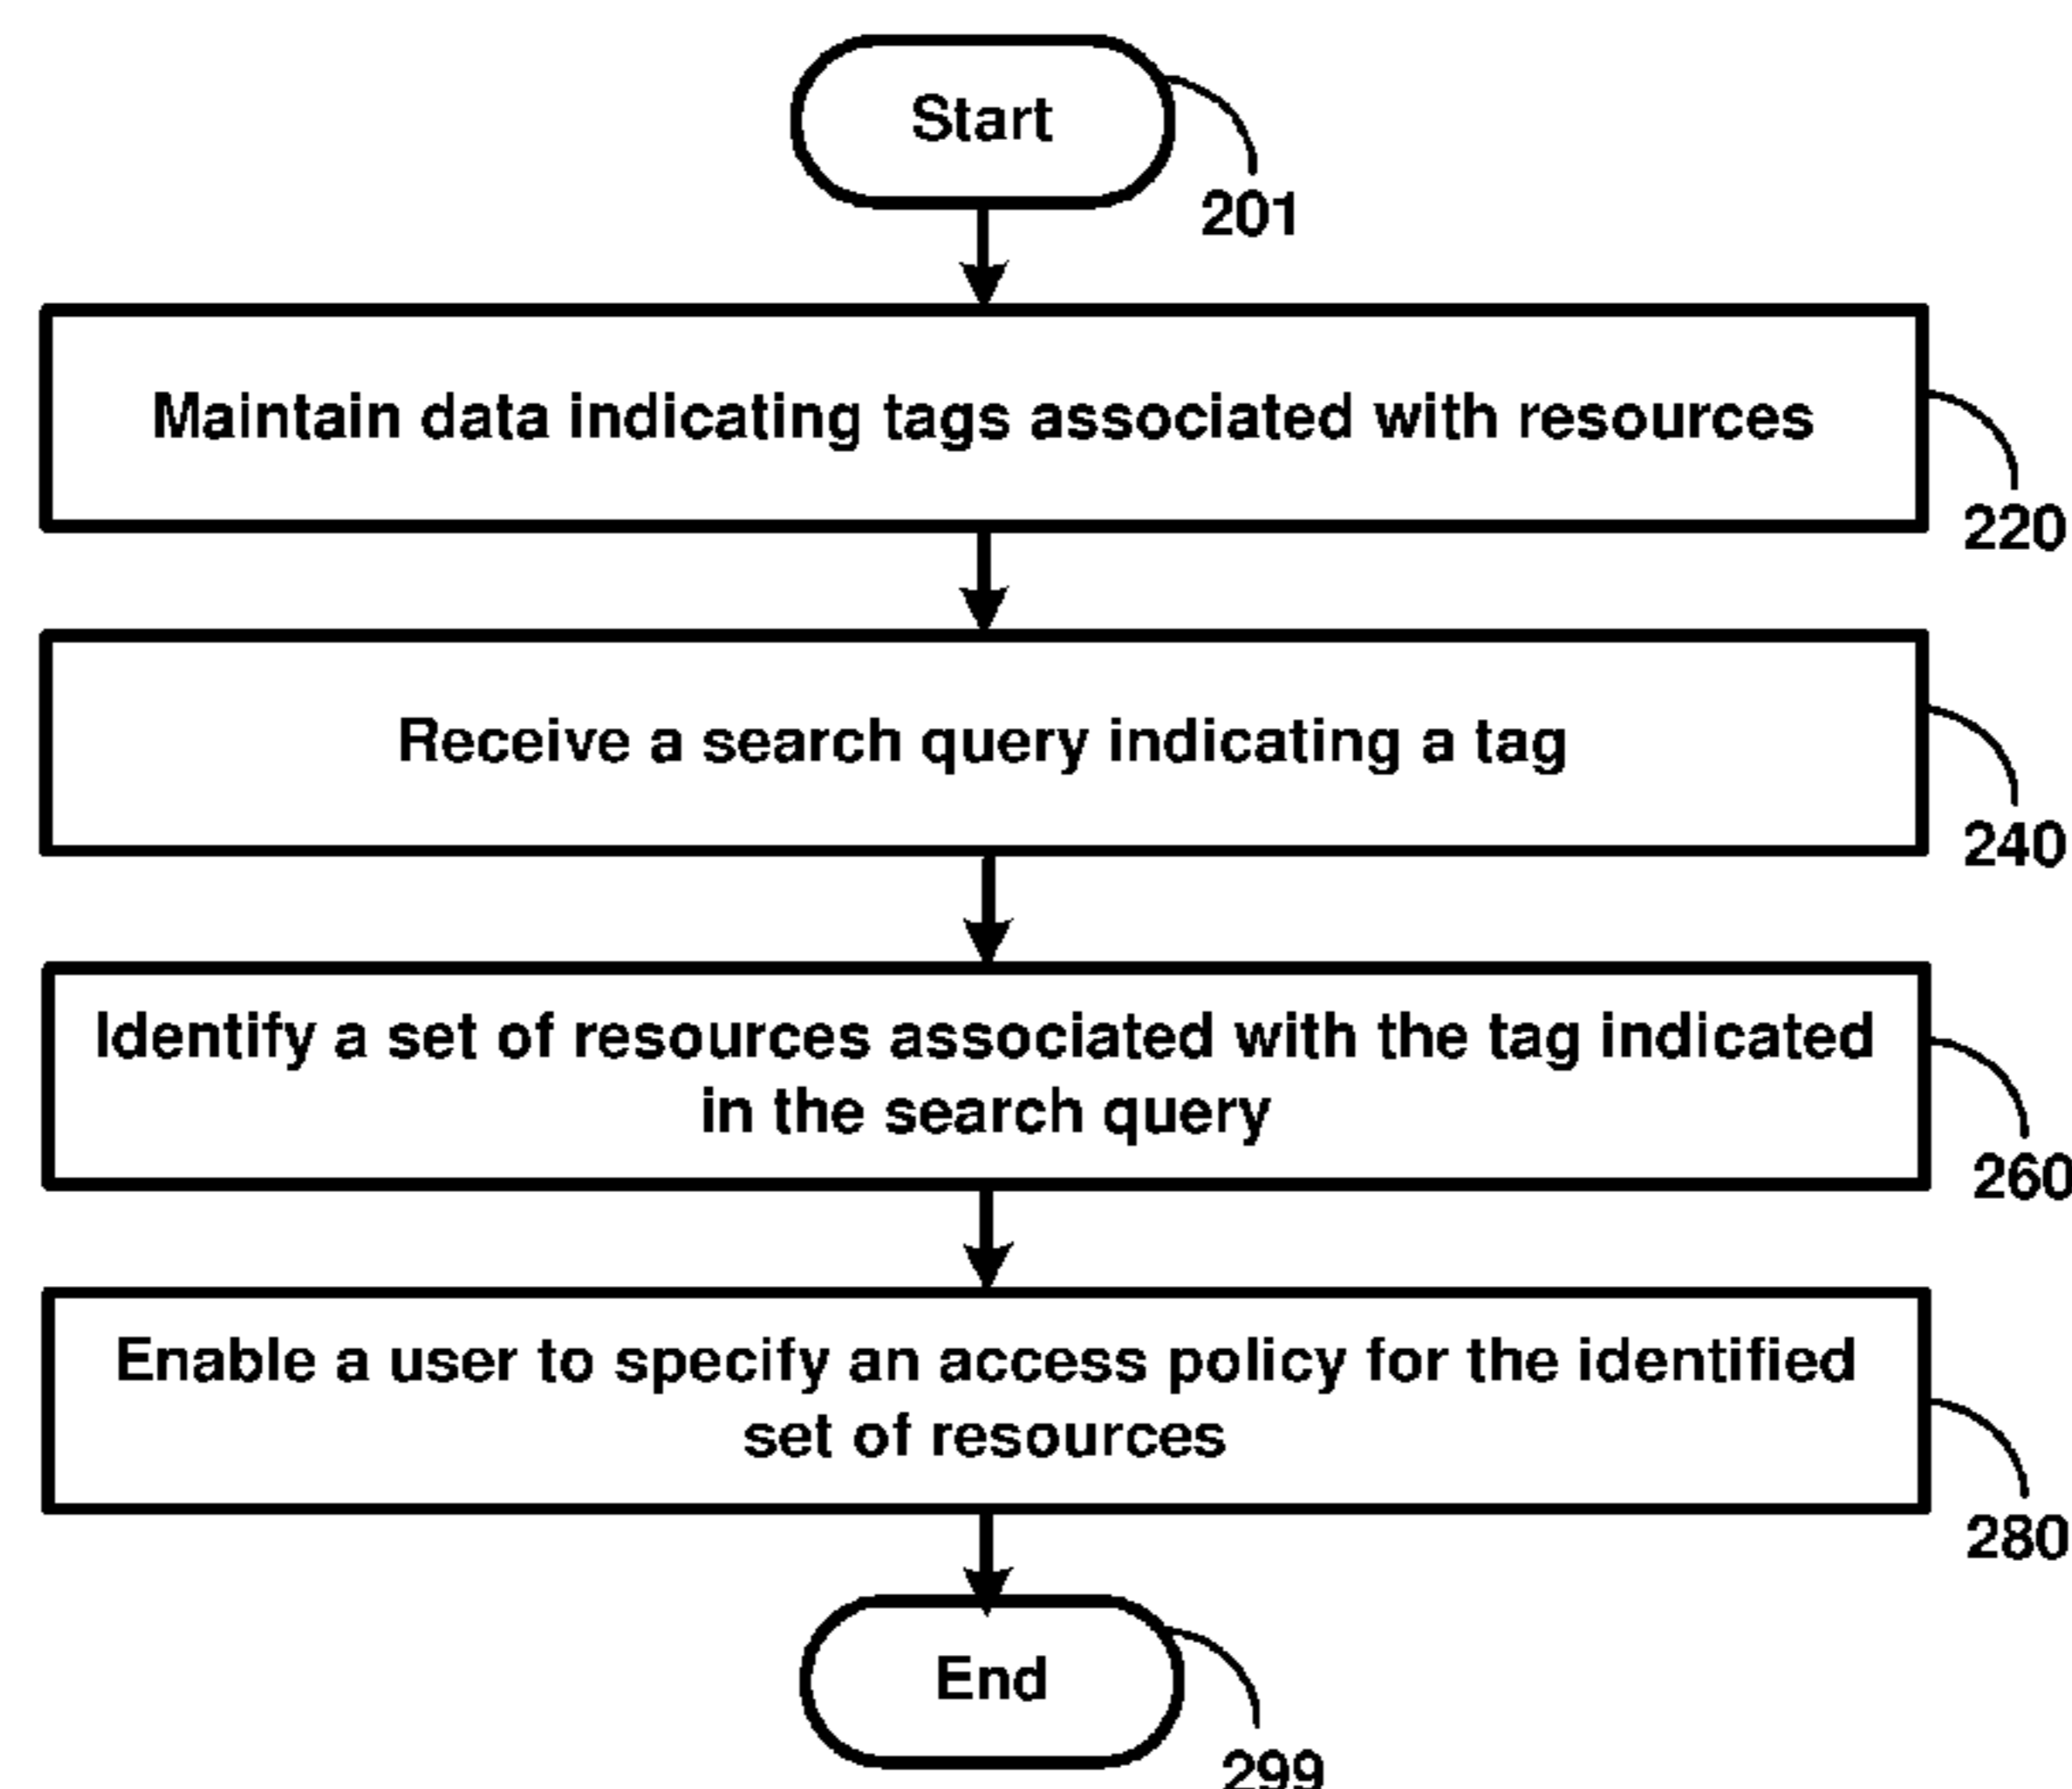 Start
201
Maintain data indicating tags associated with resources
220
Receive a search query indicating a tag
240
Identify a set of resources associated with the tag indicated
in the search query
260
Enable a user to specify an access policy for the identified
set of resources
280
End
299